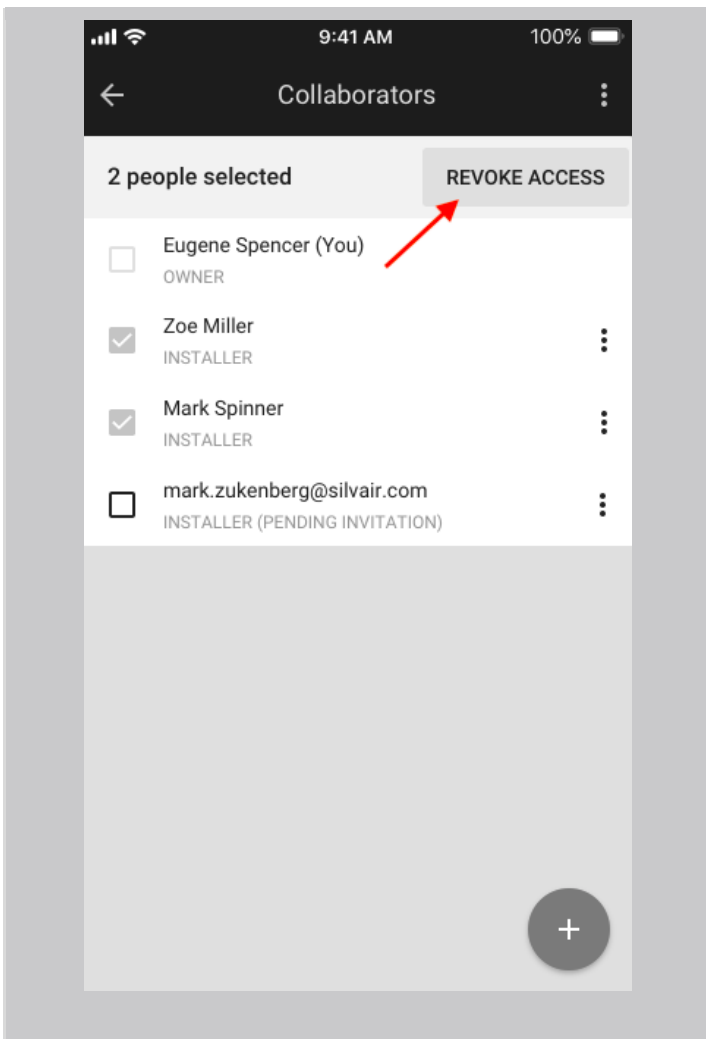 9:41 AM 100%
Collaborators
2 people selected REVOKE ACCESS
Eugene Spencer (You)
OWNER
Zoe Miller
INSTALLER
Mark Spinner
INSTALLER
mark.zukenberg@silvair.com
INSTALLER (PENDING INVITATION)